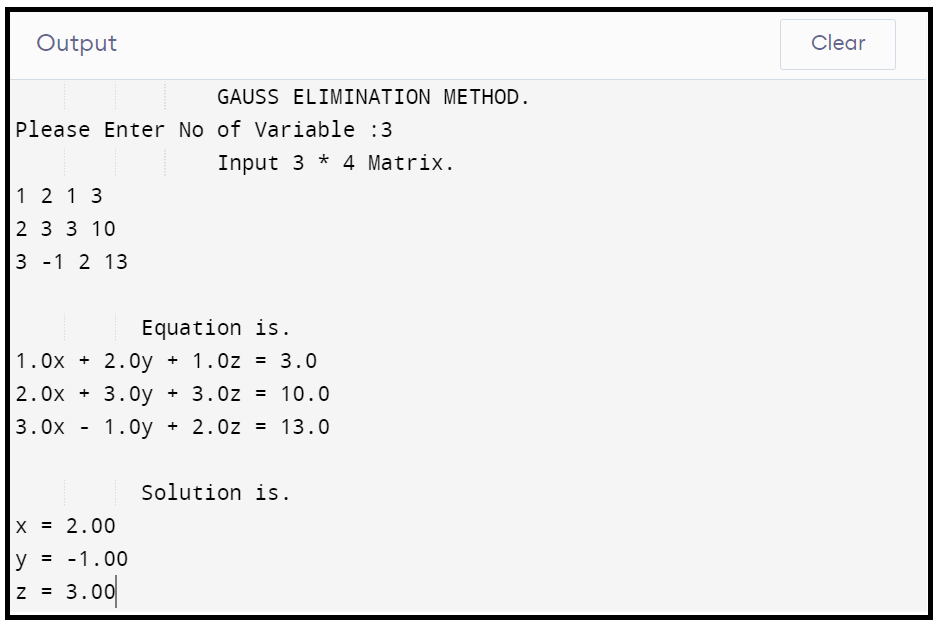 Output
Clear
GAUSS ELIMINATION METHOD.
Please Enter No of Variable :3
Input 3 * 4 Matrix.
1 2 1 3
2 3 3 10
3 -1 2 13
Equation is.
1.0x + 2.0y + 1.0z = 3.0
2.0x + 3.0y + 3.0z = 10.0
3.0x - 1.0y + 2.0z = 13.0
Solution is.
x = 2.00
y = -1.00
z = 3.00